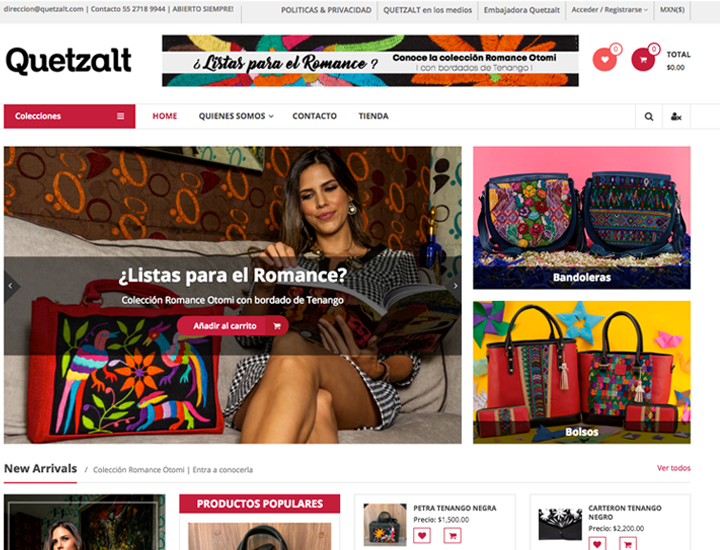 direccion@quetzalt.com | Contacto 55 2718 9944 | ABIERTO SIEMPRE!
POLITICAS & PRIVACIDAD
QUETZALT en los medios
Embajadora Quetzalt
Acceder / Registrarse
MXN($)
Quetzalt
¿Listas para el Romance ?
Conoce la colección Romance Otomi
| con bordados de Tenango |
0
0
TOTAL
$0.00
Colecciones
HOME
QUIENES SOMOS
CONTACTO
TIENDA
¿Listas para el Romance?
Colección Romance Otomi con bordado de Tenango
Añadir al carrito
Bandoleras
Bolsos
New Arrivals / Colección Romance Otomi | Entra a conocerla
Ver todos
PRODUCTOS POPULARES
PETRA TENANGO NEGRA
Precio: $1,500.00
CARTERON TENANGO
NEGRO
Precio: $2,200.00